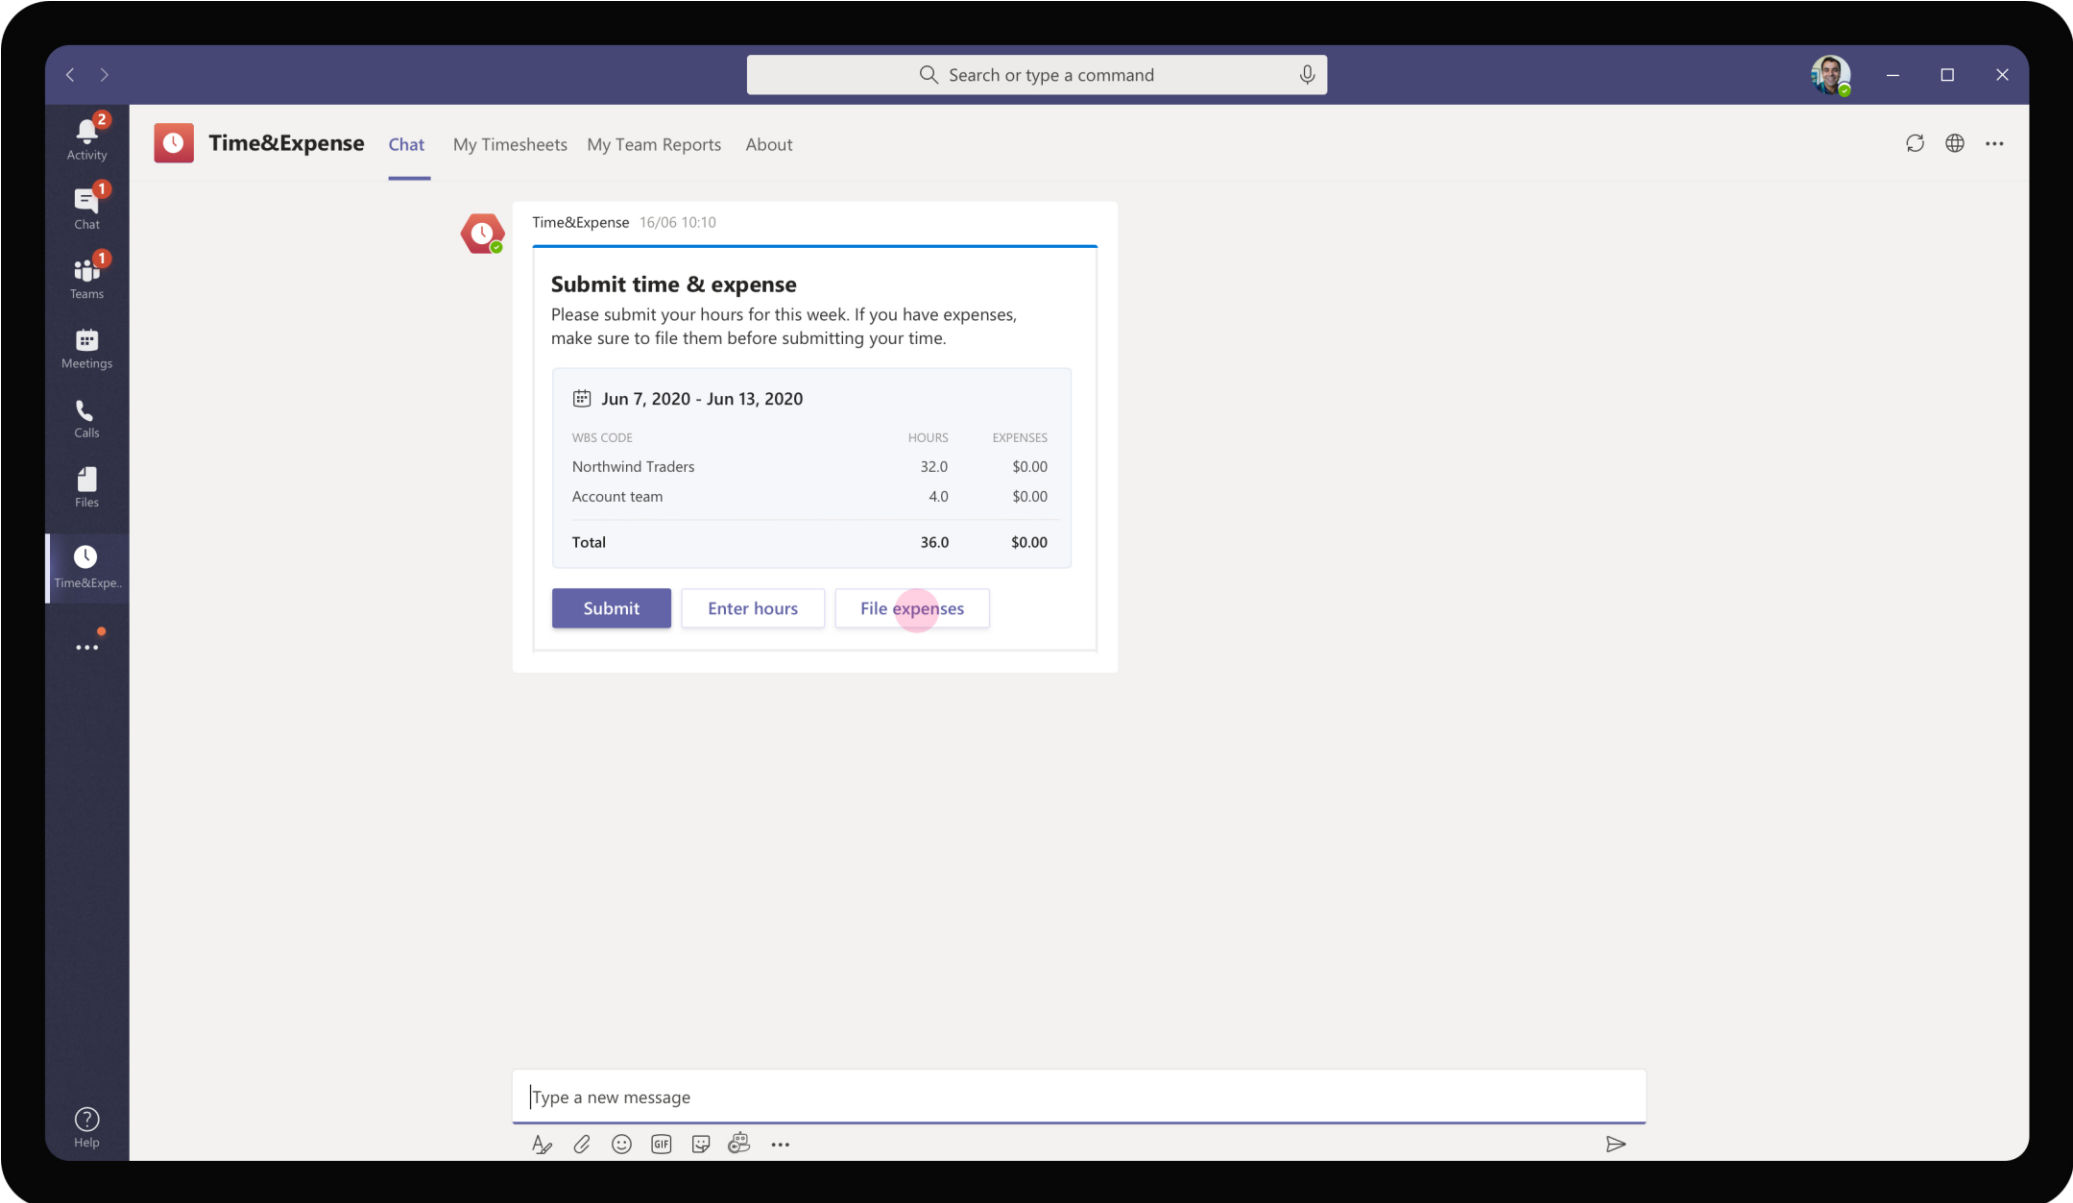 Search or type a command
2
Activity
1
Chat
1
Teams
Meetings
Calls
Files
Time&Expe..
Help
Time&Expense Chat My Timesheets My Team Reports About
Time&Expense 16/06 10:10
Submit time & expense
Please submit your hours for this week. If you have expenses,
make sure to file them before submitting your time.
Jun 7, 2020 - Jun 13, 2020
WBS CODE HOURS EXPENSES
Northwind Traders 32.0 $0.00
Account team 4.0 $0.00
Total 36.0 $0.00
Submit Enter hours File expenses
Type a new message
GIF